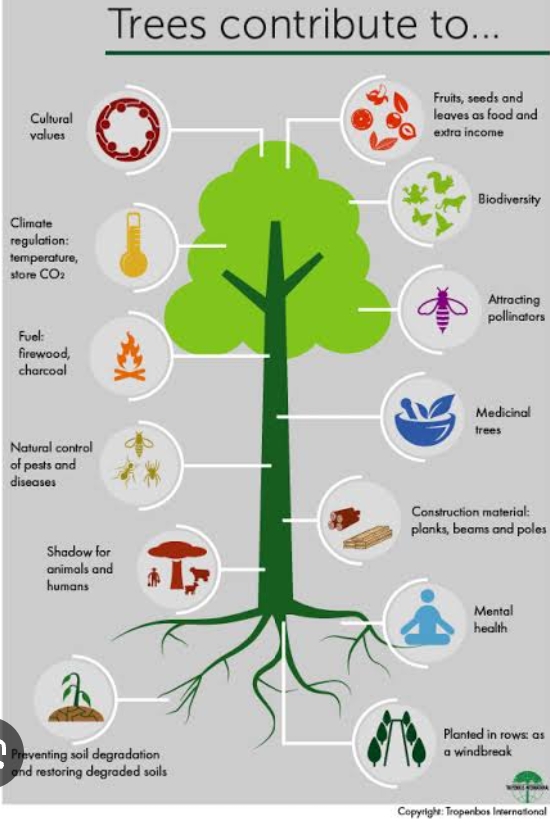 Trees contribute to...
Cultural
values
Fruits, seeds and
leaves as food and
extra income
Biodiversity
Climate
regulation:
temperature,
store CO₂
Attracting
pollinators
Fuel:
firewood,
charcoal
Medicinal
trees
Natural control
of pests and
diseases
Construction material:
planks, beams and poles
Shadow for
animals and
humans
Mental
health
Planted in rows: as
a windbreak
Preventing soil degradation
and restoring degraded soils
TROPENBOS INTERNATIONAL
Copyright: Tropenbos International